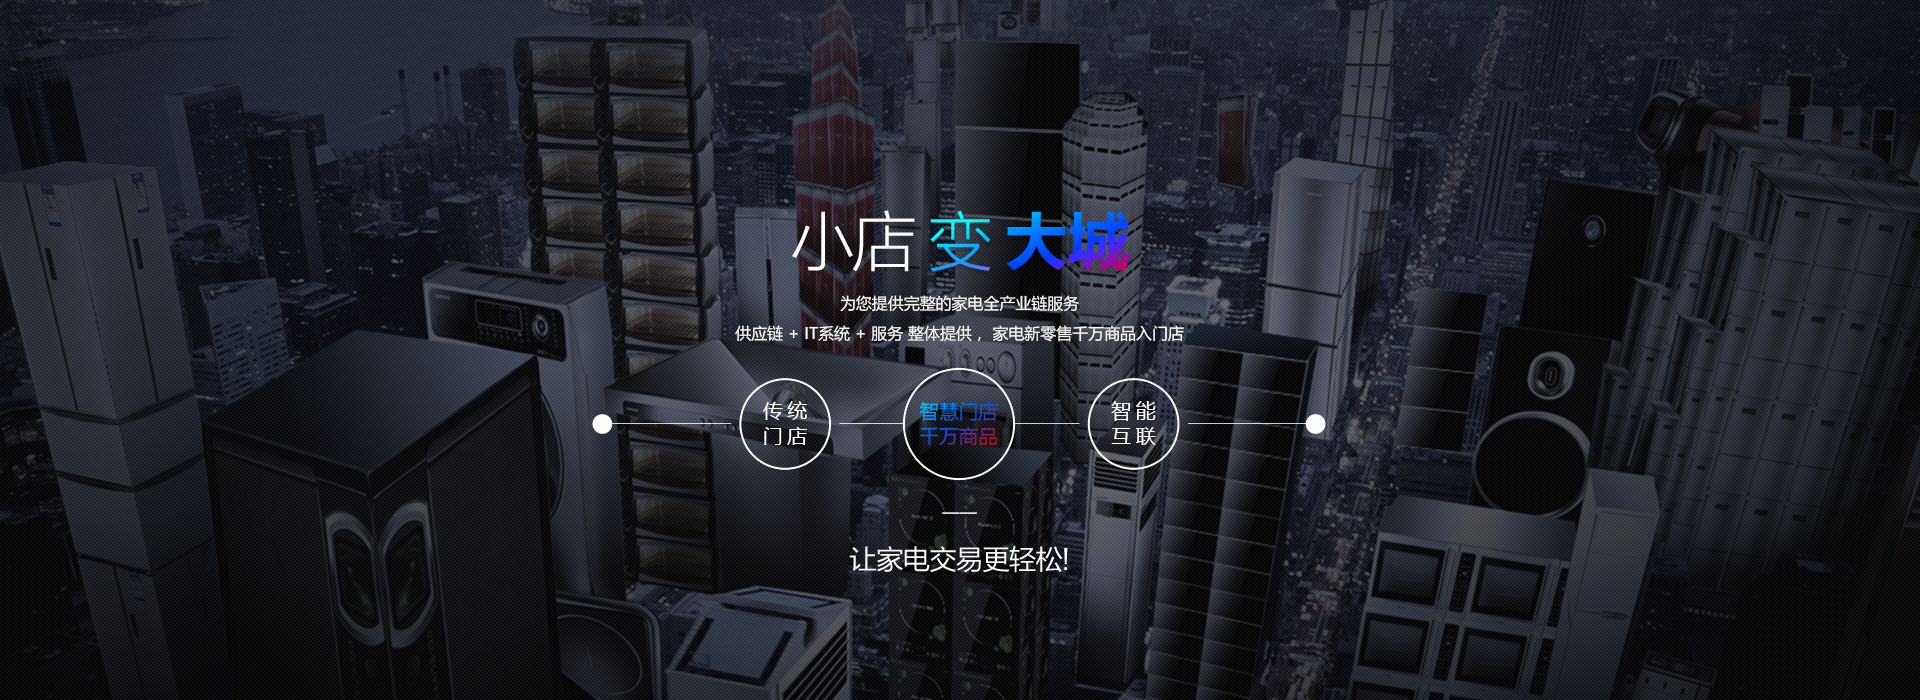 小店 变 大城
为您提供完整的家电全产业链服务
供应链 + IT系统 + 服务 整体提供 ，家电新零售千万商品入门店
传统
门店
智慧门店
千万商品
智能
互联
让家电交易更轻松!